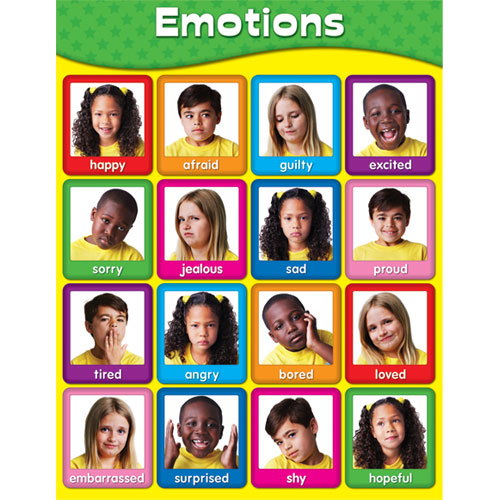 Emotions
happy
afraid
guilty
excited
sorry
jealous
sad
proud
tired
angry
bored
loved
embarrassed
surprised
shy
hopeful